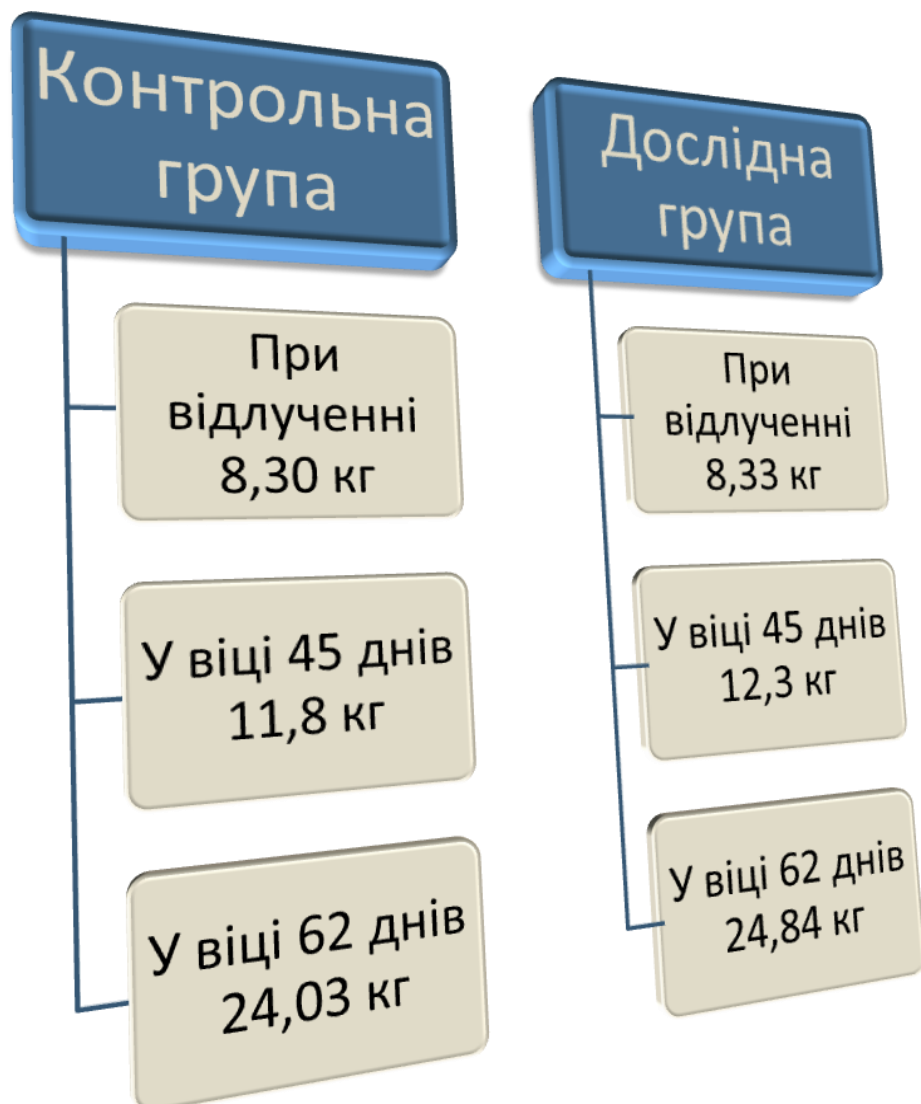 Контрольна
група
При
відлученні
8,30 кг
У віці 45 днів
11,8 кг
У віці 62 днів
24,03 кг
Дослідна
група
При
відлученні
8,33 кг
У віці 45 днів
12,3 кг
У віці 62 днів
24,84 кг